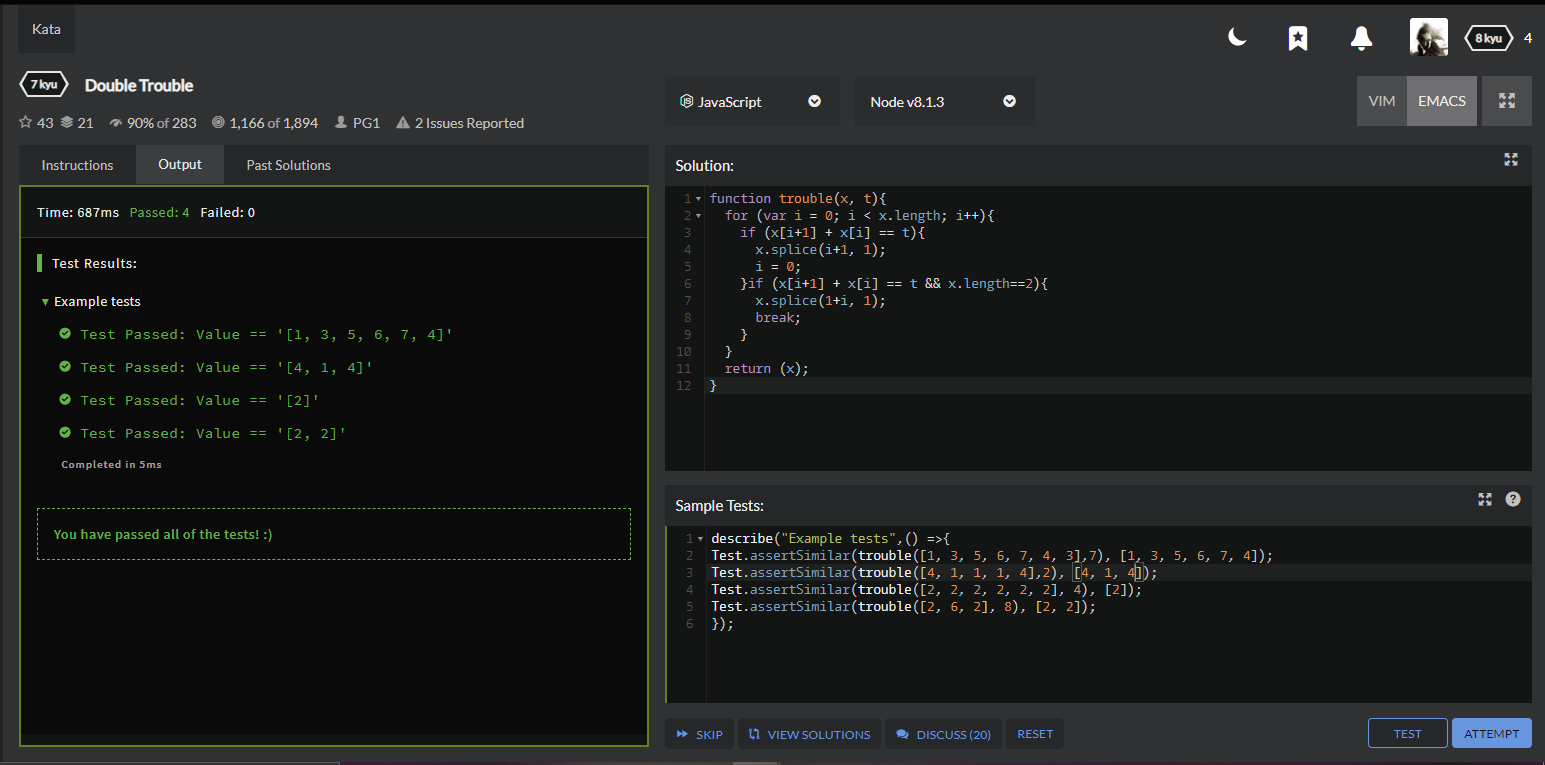 Kata
8 kyu 4
7 kyu Double Trouble
43 21 90% of 283 1,166 of 1,894 PG1 2 Issues Reported
JavaScript Node v8.1.3 VIM EMACS
Instructions Output Past Solutions
Time: 687ms Passed: 4 Failed: 0
Test Results:
Example tests
Test Passed: Value == '[1, 3, 5, 6, 7, 4]'
Test Passed: Value == '[4, 1, 4]'
Test Passed: Value == '[2]'
Test Passed: Value == '[2, 2]'
Completed in 5ms
You have passed all of the tests! :)
Solution:
1 function trouble(x, t){
2 for (var i = 0; i < x.length; i++){
3 if (x[i+1] + x[i] == t){
4 x.splice(i+1, 1);
5 i = 0;
6 }if (x[i+1] + x[i] == t && x.length==2){
7 x.splice(1+i, 1);
8 break;
9 }
10 }
11 return (x);
12 }
Sample Tests:
?
1 describe("Example tests",() =>{
2 Test.assertSimilar(trouble([1, 3, 5, 6, 7, 4, 3],7), [1, 3, 5, 6, 7, 4]);
3 Test.assertSimilar(trouble([4, 1, 1, 1, 4],2), [4, 1, 4]);
4 Test.assertSimilar(trouble([2, 2, 2, 2, 2, 2], 4), [2]);
5 Test.assertSimilar(trouble([2, 6, 2], 8), [2, 2]);
6 });
SKIP VIEW SOLUTIONS DISCUSS (20) RESET TEST ATTEMPT